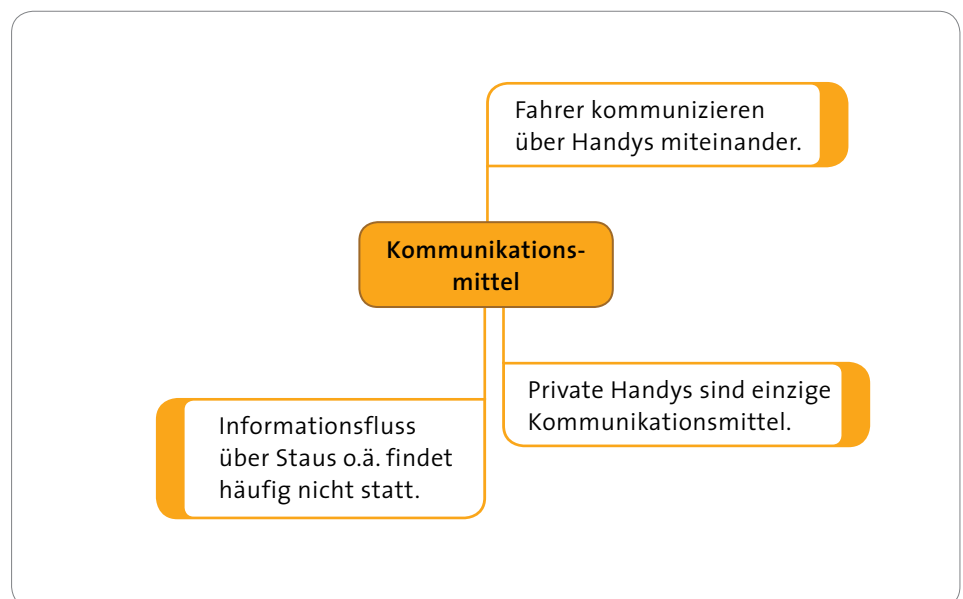 Fahrer kommunizieren
über Handys miteinander.
Kommunikations-
mittel
Private Handys sind einzige
Kommunikationsmittel.
Informationsfluss
über Staus o.ä. findet
häufig nicht statt.